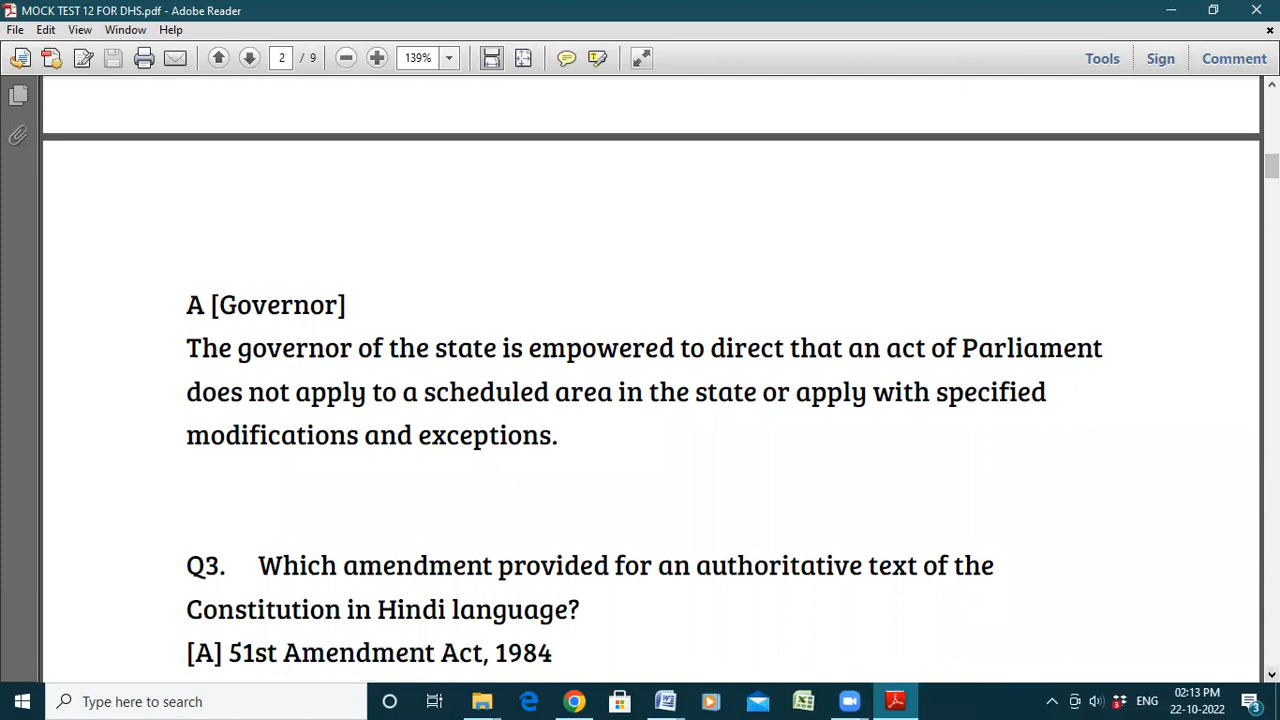 MOCK TEST 12 FOR DHS.pdf - Adobe Reader
File Edit View Window Help
2 / 9 139% Tools Sign Comment
A [Governor]
The governor of the state is empowered to direct that an act of Parliament
does not apply to a scheduled area in the state or apply with specified
modifications and exceptions.
Q3. Which amendment provided for an authoritative text of the
Constitution in Hindi language?
[A] 51st Amendment Act, 1984
Type here to search
ENG
02:13 PM
22-10-2022
3